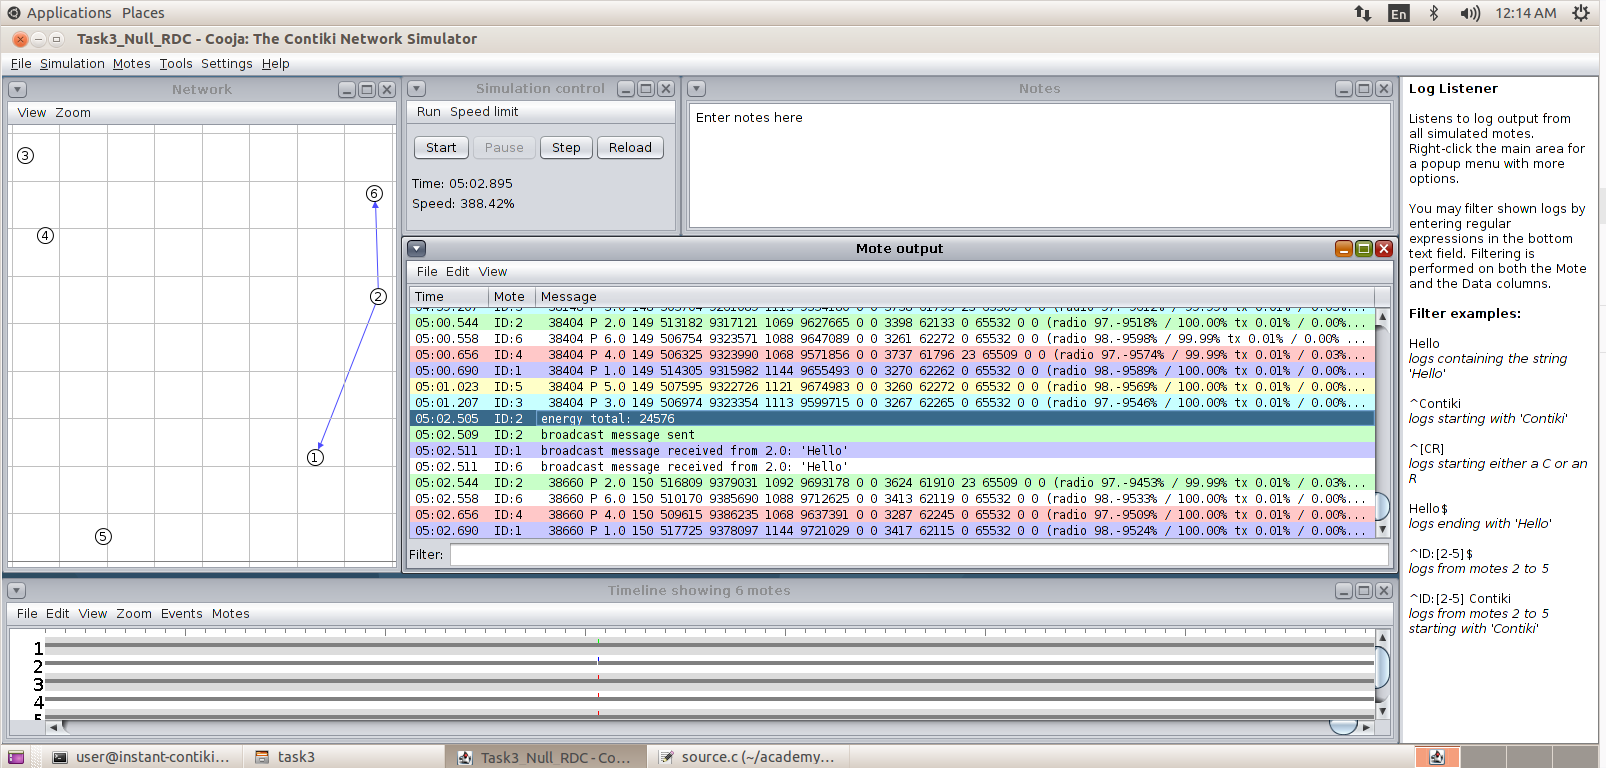 Applications Places
En 12:14 AM
Task3_Null_RDC - Cooja: The Contiki Network Simulator
File Simulation Motes Tools Settings Help
Network
View Zoom
3
6
4
2
1
5
Simulation control
Run Speed limit
Start Pause Step Reload
Time: 05:02.895
Speed: 388.42%
Notes
Enter notes here
Mote output
File Edit View
Time Mote Message
05:00.544 ID:2 38404 P 2.0 149 513182 9317121 1069 9627665 0 0 3398 62133 0 65532 0 0 (radio 97.-9518% / 100.00% tx 0.01% / 0.00%...
05:00.558 ID:6 38404 P 6.0 149 506754 9323571 1088 9647089 0 0 3261 62272 0 65532 0 0 (radio 97.-9598% / 99.99% tx 0.01% / 0.00% ...
05:00.656 ID:4 38404 P 4.0 149 506325 9323990 1068 9571856 0 0 3737 61796 23 65509 0 0 (radio 97.-9574% / 99.99% tx 0.01% / 0.03%...
05:00.690 ID:1 38404 P 1.0 149 514305 9315982 1144 9655493 0 0 3270 62262 0 65532 0 0 (radio 98.-9589% / 100.00% tx 0.01% / 0.00%...
05:01.023 ID:5 38404 P 5.0 149 507595 9322726 1121 9674983 0 0 3260 62272 0 65532 0 0 (radio 98.-9569% / 100.00% tx 0.01% / 0.00%...
05:01.207 ID:3 38404 P 3.0 149 506974 9323354 1113 9599715 0 0 3267 62265 0 65532 0 0 (radio 97.-9546% / 100.00% tx 0.01% / 0.00%...
05:02.505 ID:2 energy total: 24576
05:02.509 ID:2 broadcast message sent
05:02.511 ID:1 broadcast message received from 2.0: 'Hello'
05:02.511 ID:6 broadcast message received from 2.0: 'Hello'
05:02.544 ID:2 38660 P 2.0 150 516809 9379031 1092 9693178 0 0 3624 61910 23 65509 0 0 (radio 97.-9453% / 99.99% tx 0.01% / 0.03%...
05:02.558 ID:6 38660 P 6.0 150 510170 9385690 1088 9712625 0 0 3413 62119 0 65532 0 0 (radio 98.-9533% / 100.00% tx 0.01% / 0.00%...
05:02.656 ID:4 38660 P 4.0 150 509615 9386235 1068 9637391 0 0 3287 62245 0 65532 0 0 (radio 97.-9509% / 100.00% tx 0.01% / 0.00%...
05:02.690 ID:1 38660 P 1.0 150 517725 9378097 1144 9721029 0 0 3417 62115 0 65532 0 0 (radio 98.-9524% / 100.00% tx 0.01% / 0.00%...
Filter:
Log Listener
Listens to log output from
all simulated motes.
Right-click the main area for
a popup menu with more
options.
You may filter shown logs by
entering regular
expressions in the bottom
text field. Filtering is
performed on both the Mote
and the Data columns.
Filter examples:
Hello
logs containing the string
'Hello'
^Contiki
logs starting with 'Contiki'
^[CR]
logs starting either a C or an
R
Hello$
logs ending with 'Hello'
^ID:[2-5]$
logs from motes 2 to 5
^ID:[2-5] Contiki
logs from motes 2 to 5
starting with 'Contiki'
Timeline showing 6 motes
File Edit View Zoom Events Motes
1
2
3
4
5
user@instant-contiki... task3 Task3_Null_RDC - Co... source.c (~/academy...